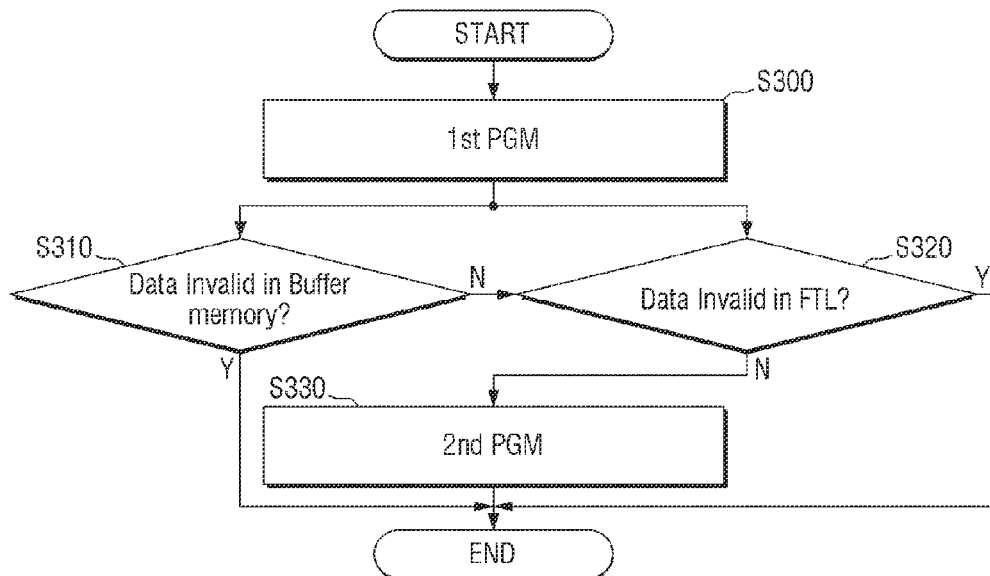 START
S300
1st PGM
S310
Data Invalid in Buffer
memory?
N
S320
Data Invalid in FTL?
Y
Y
N
S330
2nd PGM
END